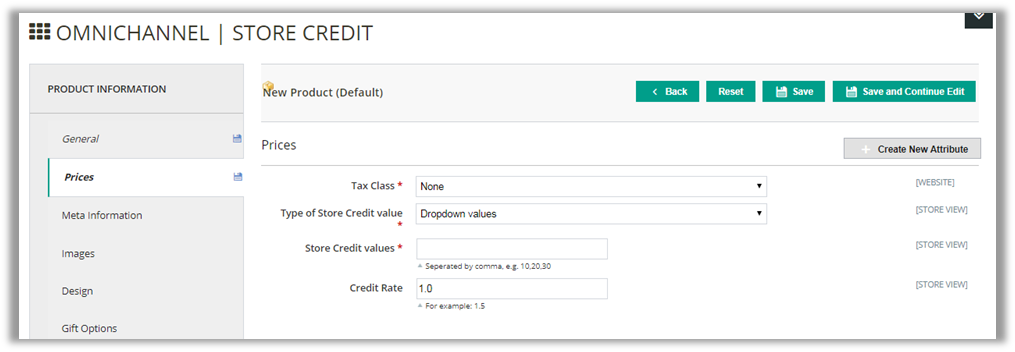 OMNICHANNEL | STORE CREDIT
PRODUCT INFORMATION
General
Prices
Meta Information
Images
Design
Gift Options
New Product (Default)
Back
Reset
Save
Save and Continue Edit
Prices
Create New Attribute
Tax Class *
None
[WEBSITE]
Type of Store Credit value
*
Dropdown values
[STORE VIEW]
Store Credit values *
[STORE VIEW]
Seperated by comma, e.g. 10,20,30
Credit Rate
1.0
[STORE VIEW]
For example: 1.5